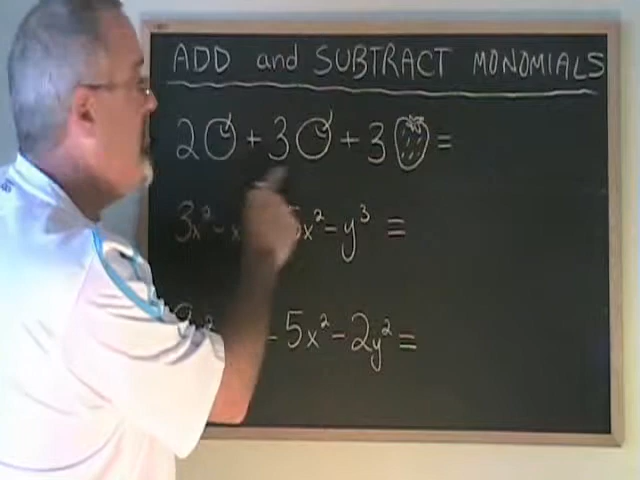 ADD and SUBTRACT MONOMIALS
2 + 3 + 3 =
3x² - x 5x² - y³ =
- 5x² - 2y² =